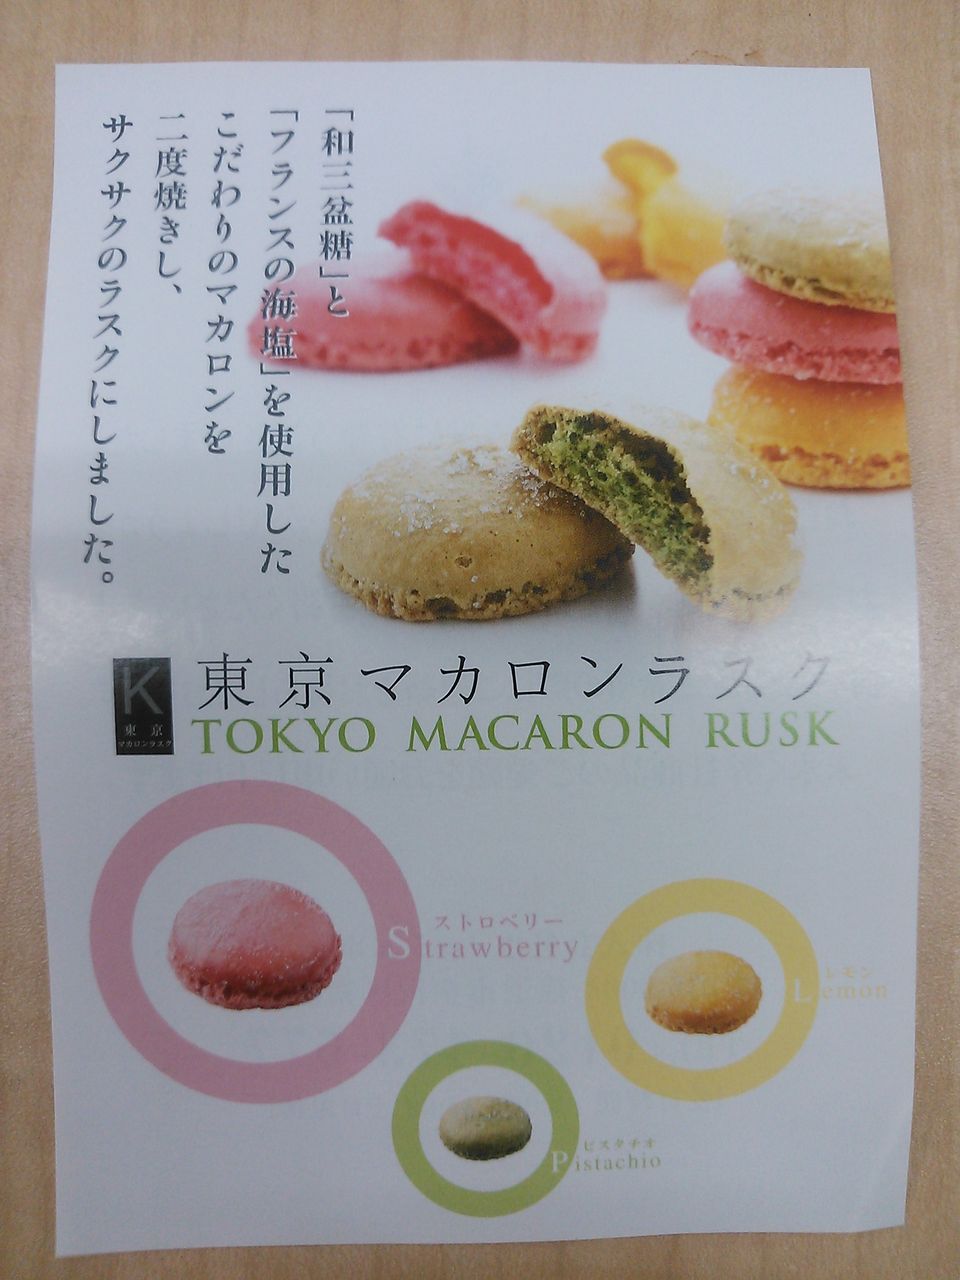 「和三盆糖」と
「フランスの海塩」を使用した
こだわりのマカロンを
二度焼きし、
サクサクのラスクにしました。
K
東京
マカロンラスク
東京マカロンラスク
TOKYO MACARON RUSK
ストロベリー
Strawberry
レモン
Lemon
ピスタチオ
Pistachio